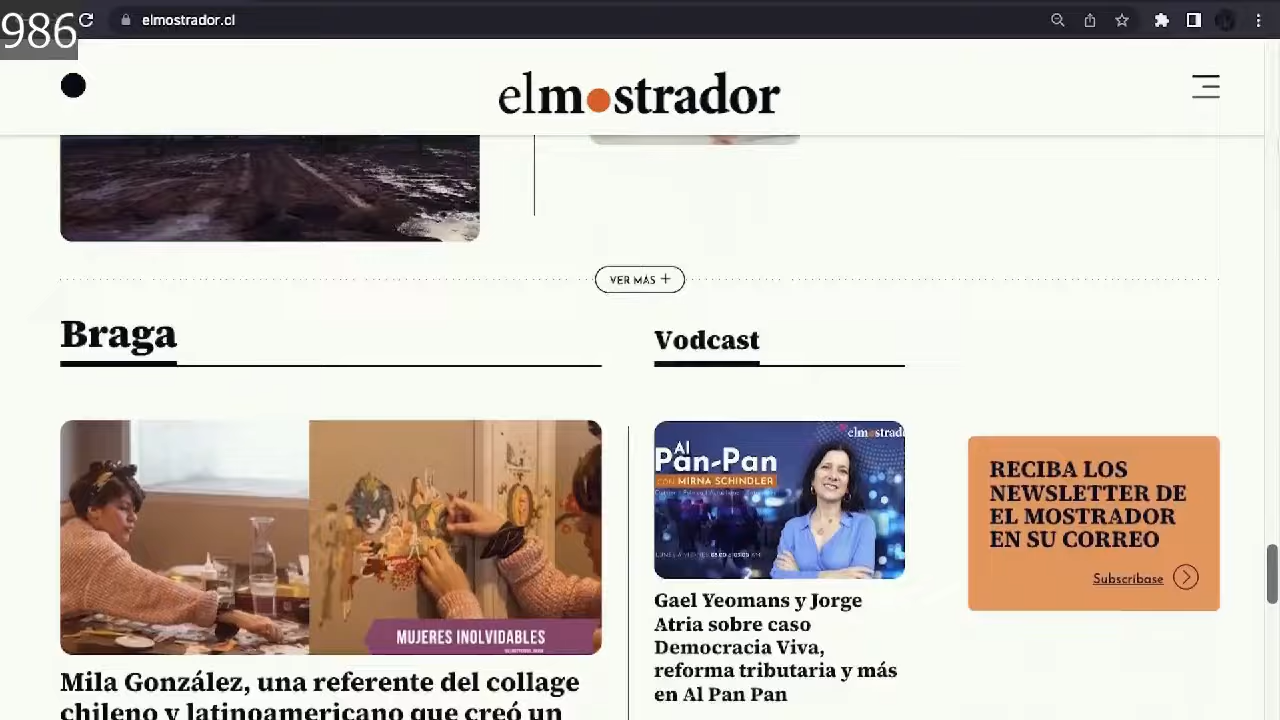 986
elmostrador.cl
elmostrador
VER MÁS +
Braga
Vodcast
elmostrado
Al
Pan-Pan
CON MIRNA SCHINDLER
MUJERES INOLVIDABLES
RECIBA LOS
NEWSLETTER DE
EL MOSTRADOR
EN SU CORREO
Subscríbase
Gael Yeomans y Jorge
Atria sobre caso
Democracia Viva,
reforma tributaria y más
en Al Pan Pan
Mila González, una referente del collage
chileno y latinoamericano que creó un